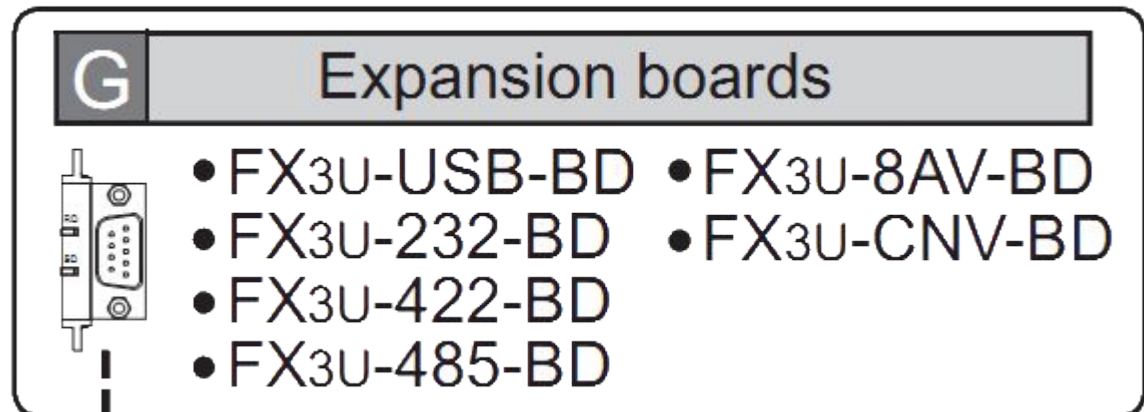 G Expansion boards
• FX3U-USB-BD
• FX3U-232-BD
• FX3U-422-BD
• FX3U-485-BD
• FX3U-8AV-BD
• FX3U-CNV-BD